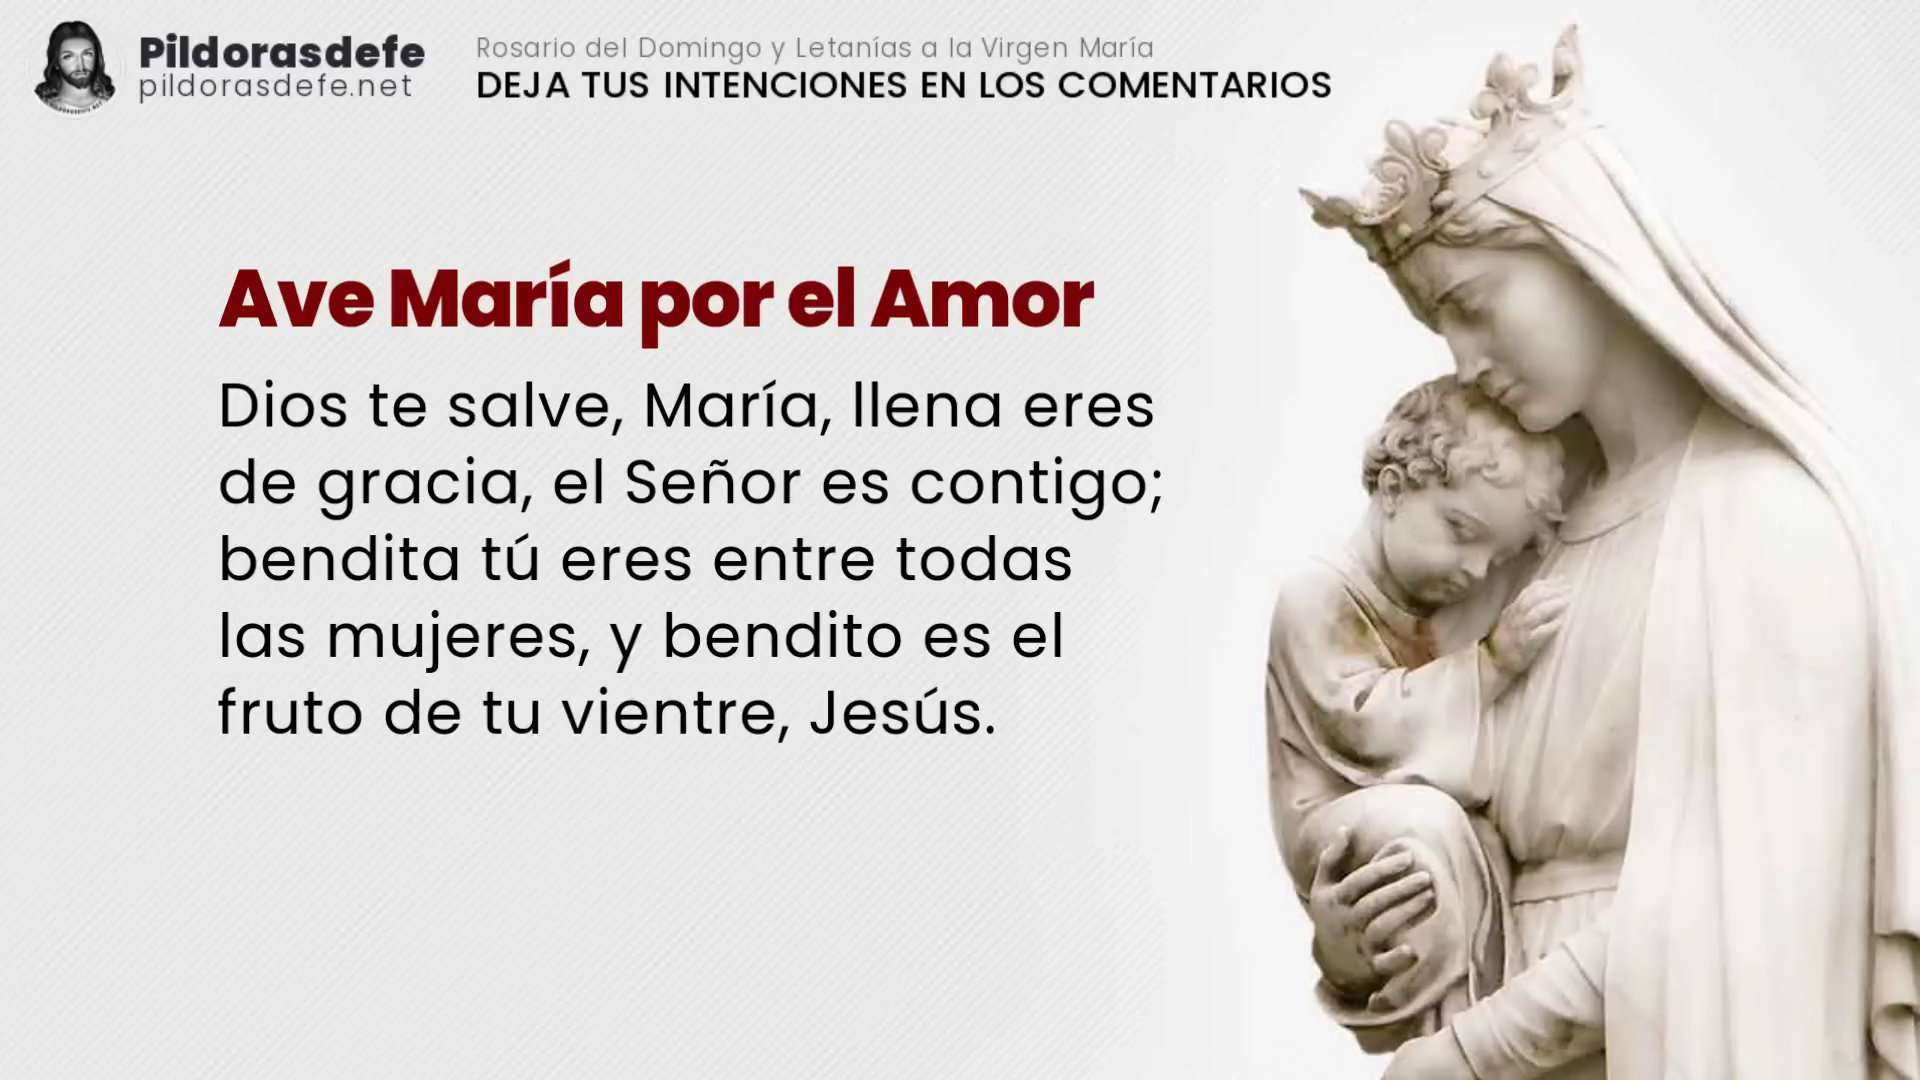 Pildorasdefe
pildorasdefe.net
Rosario del Domingo y Letanías a la Virgen María
DEJA TUS INTENCIONES EN LOS COMENTARIOS
Ave María por el Amor
Dios te salve, María, llena eres
de gracia, el Señor es contigo;
bendita tú eres entre todas
las mujeres, y bendito es el
fruto de tu vientre, Jesús.